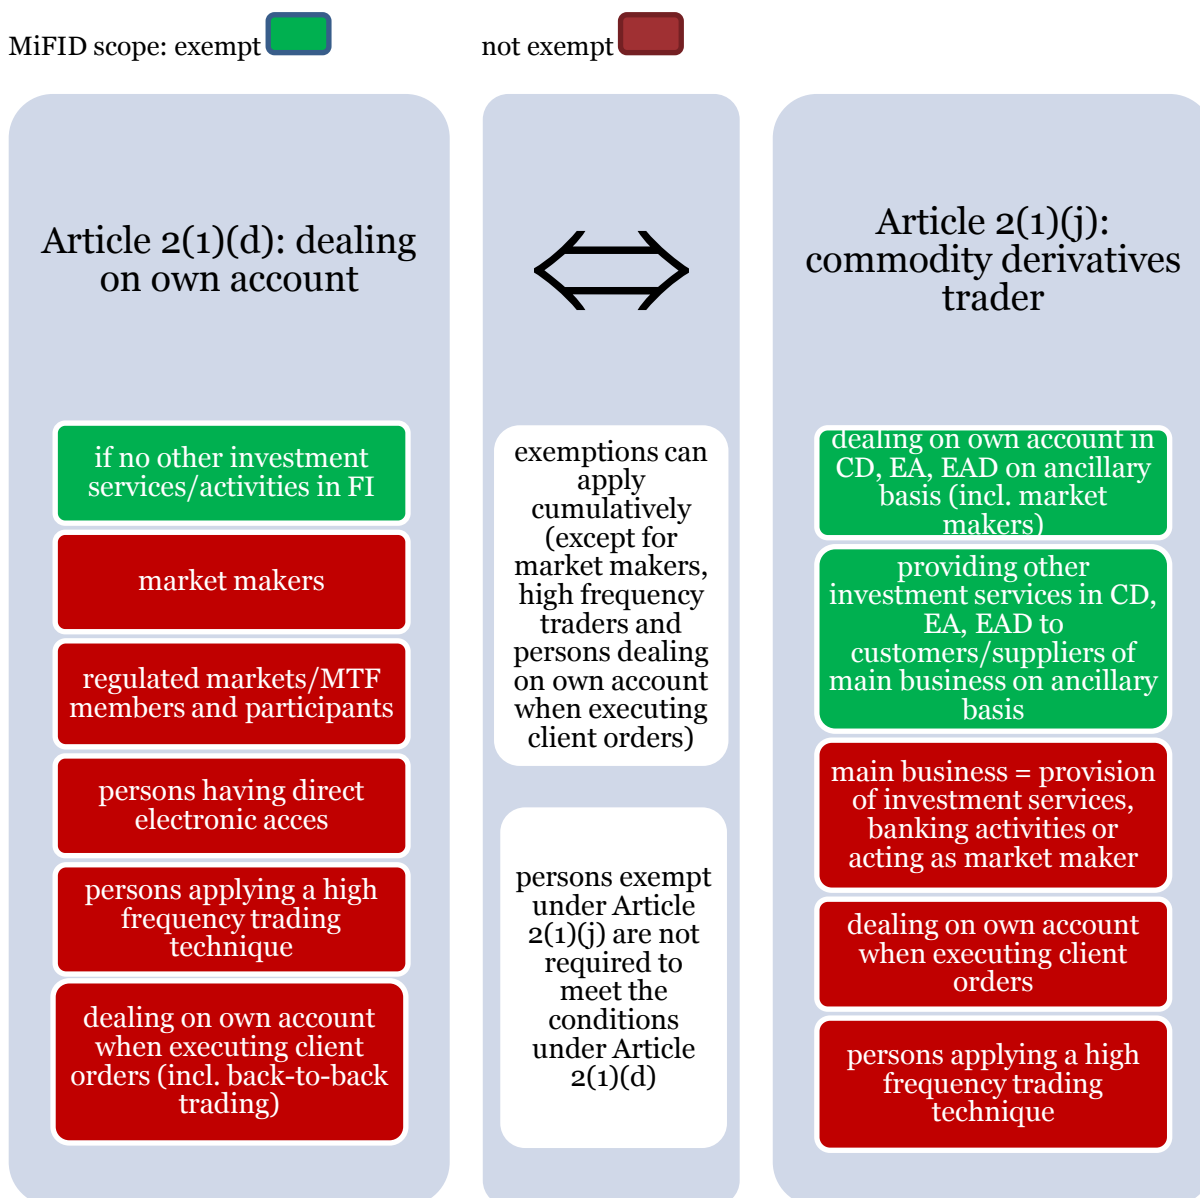 MiFID scope: exempt
not exempt
Article 2(1)(d): dealing
on own account
if no other investment
services/activities in FI
market makers
regulated markets/MTF
members and participants
persons having direct
electronic acces
persons applying a high
frequency trading
technique
dealing on own account
when executing client
orders (incl. back-to-back
trading)
exemptions can
apply
cumulatively
(except for
market makers,
high frequency
traders and
persons dealing
on own account
when executing
client orders)
persons exempt
under Article
2(1)(j) are not
required to
meet the
conditions
under Article
2(1)(d)
Article 2(1)(j):
commodity derivatives
trader
dealing on own account in
CD, EA, EAD on ancillary
basis (incl. market
makers)
providing other
investment services in CD,
EA, EAD to
customers/suppliers of
main business on ancillary
basis
main business = provision
of investment services,
banking activities or
acting as market maker
dealing on own account
when executing client
orders
persons applying a high
frequency trading
technique